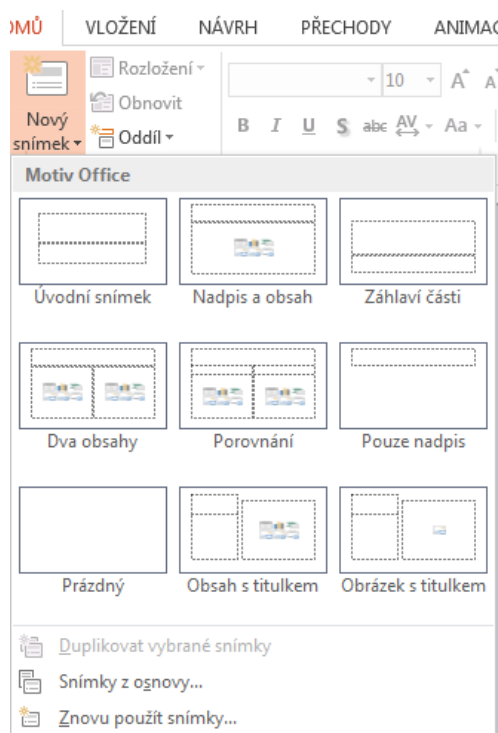 OMŮ VLOŽENÍ NÁVRH PŘECHODY ANIMAC
Rozložení
Obnovit
Oddíl
Nový
snímek
10 A A
B I U S abc AV Aa
Motiv Office
Úvodní snímek Nadpis a obsah Záhlaví části
Dva obsahy Porovnání Pouze nadpis
Prázdný Obsah s titulkem Obrázek s titulkem
Duplikovat vybrané snímky
Snímky z osnovy...
Znovu použít snímky...